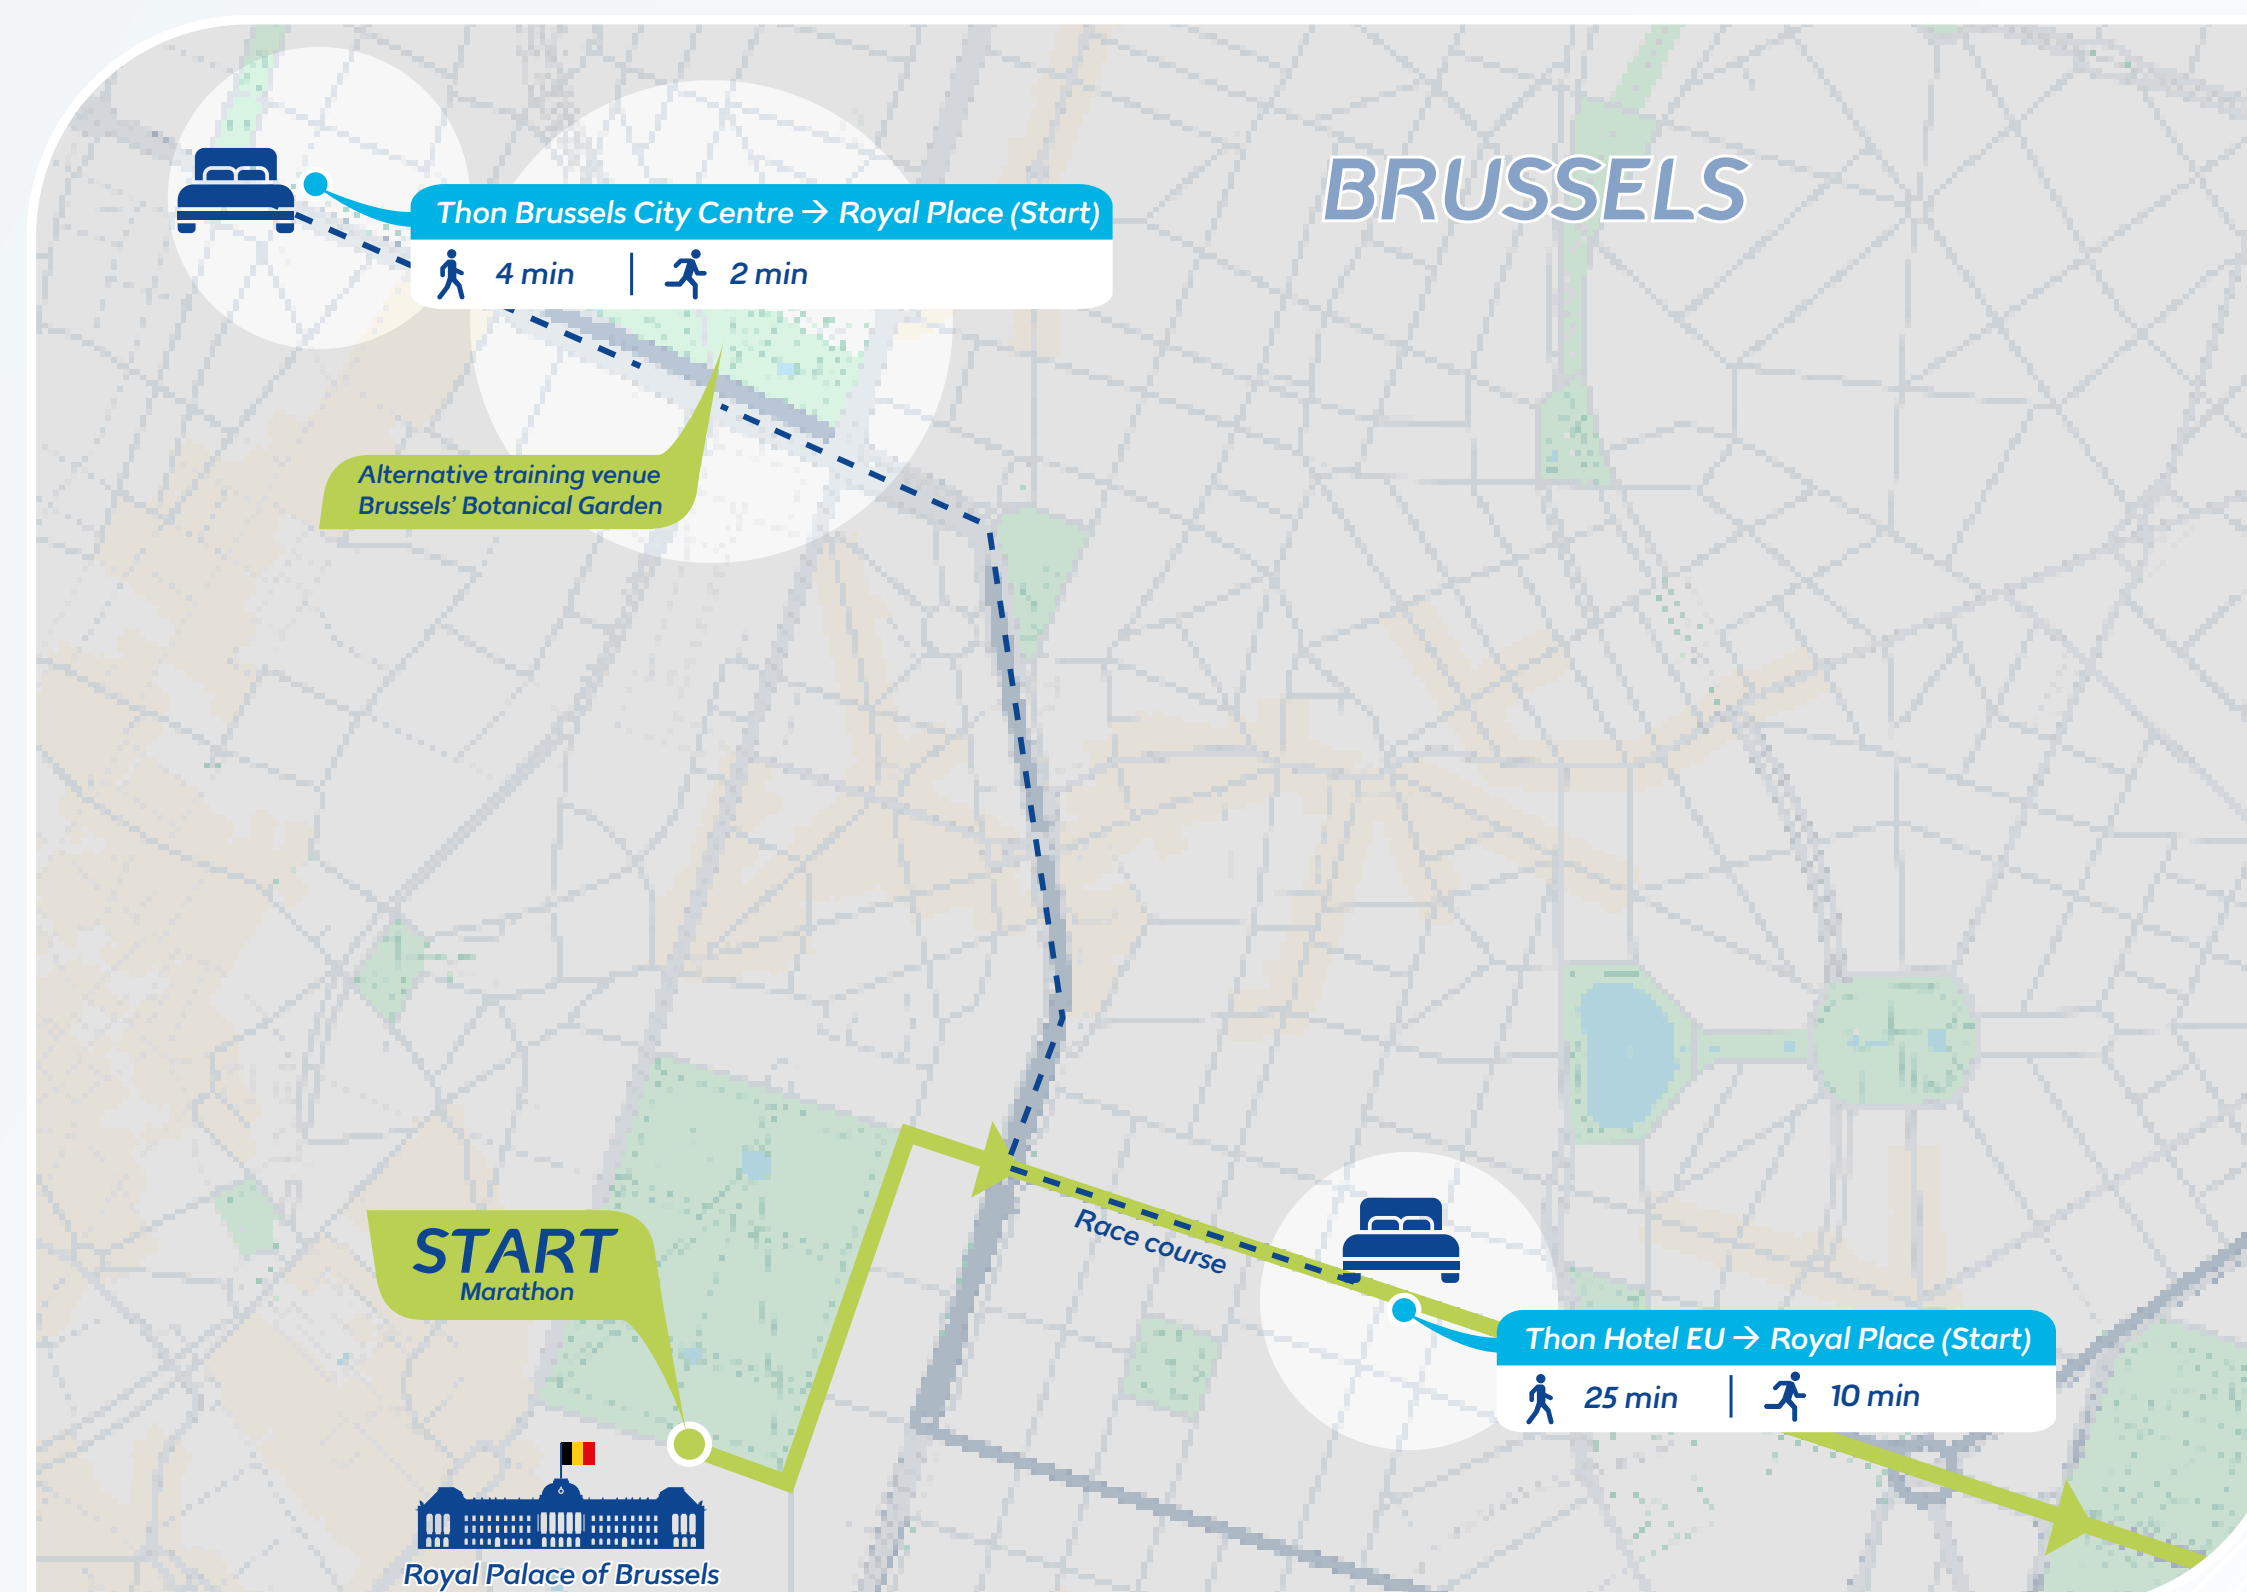 BRUSSELS
Thon Brussels City Centre → Royal Place (Start)
4 min | 2 min
Alternative training venue
Brussels’ Botanical Garden
START
Marathon
Race course
Thon Hotel EU → Royal Place (Start)
25 min | 10 min
Royal Palace of Brussels